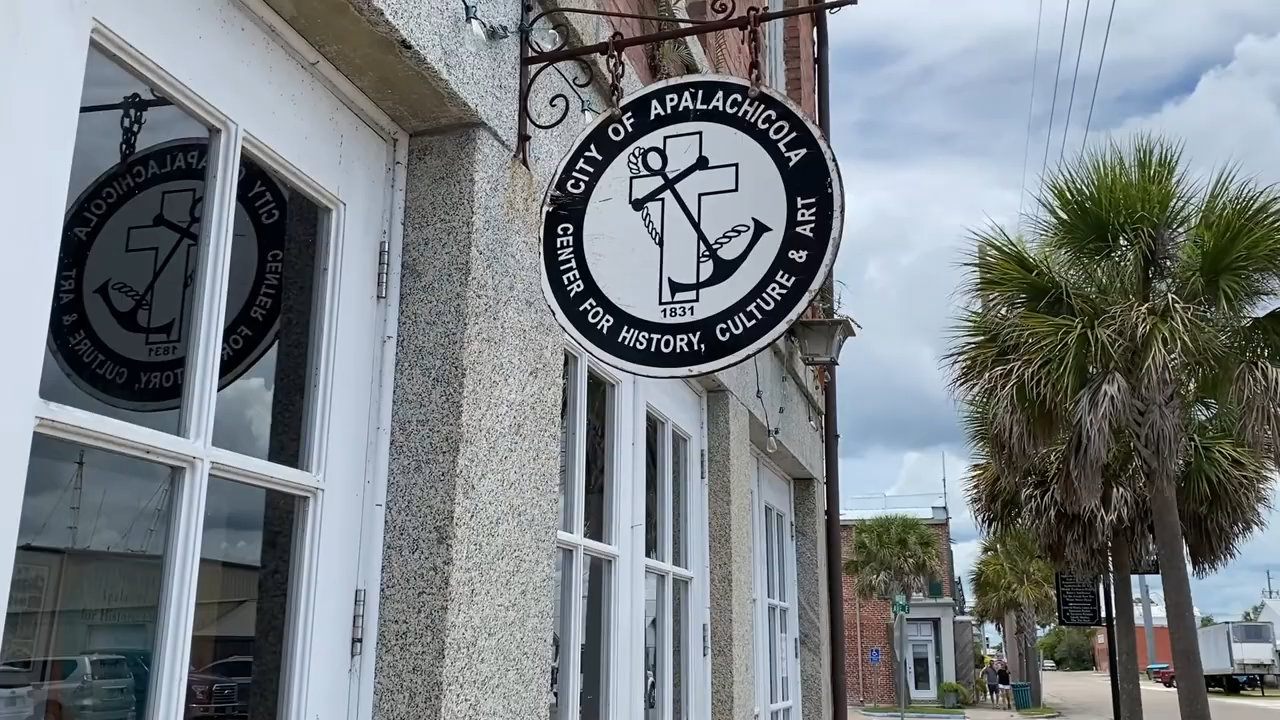 CITY OF APALACHICOLA
CENTER FOR HISTORY, CULTURE & ART
1831